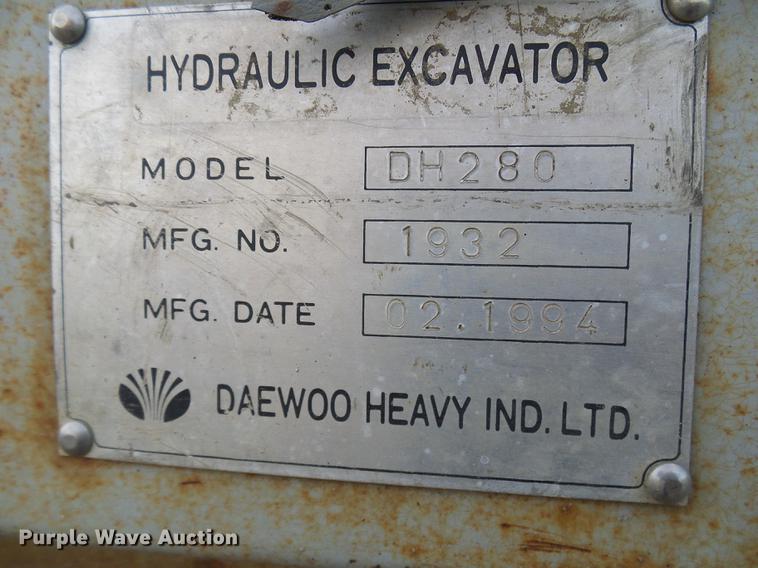 HYDRAULIC EXCAVATOR
MODEL DH280
MFG. NO. 1932
MFG. DATE 02.1994
DAEWOO HEAVY IND. LTD.
Purple Wave Auction